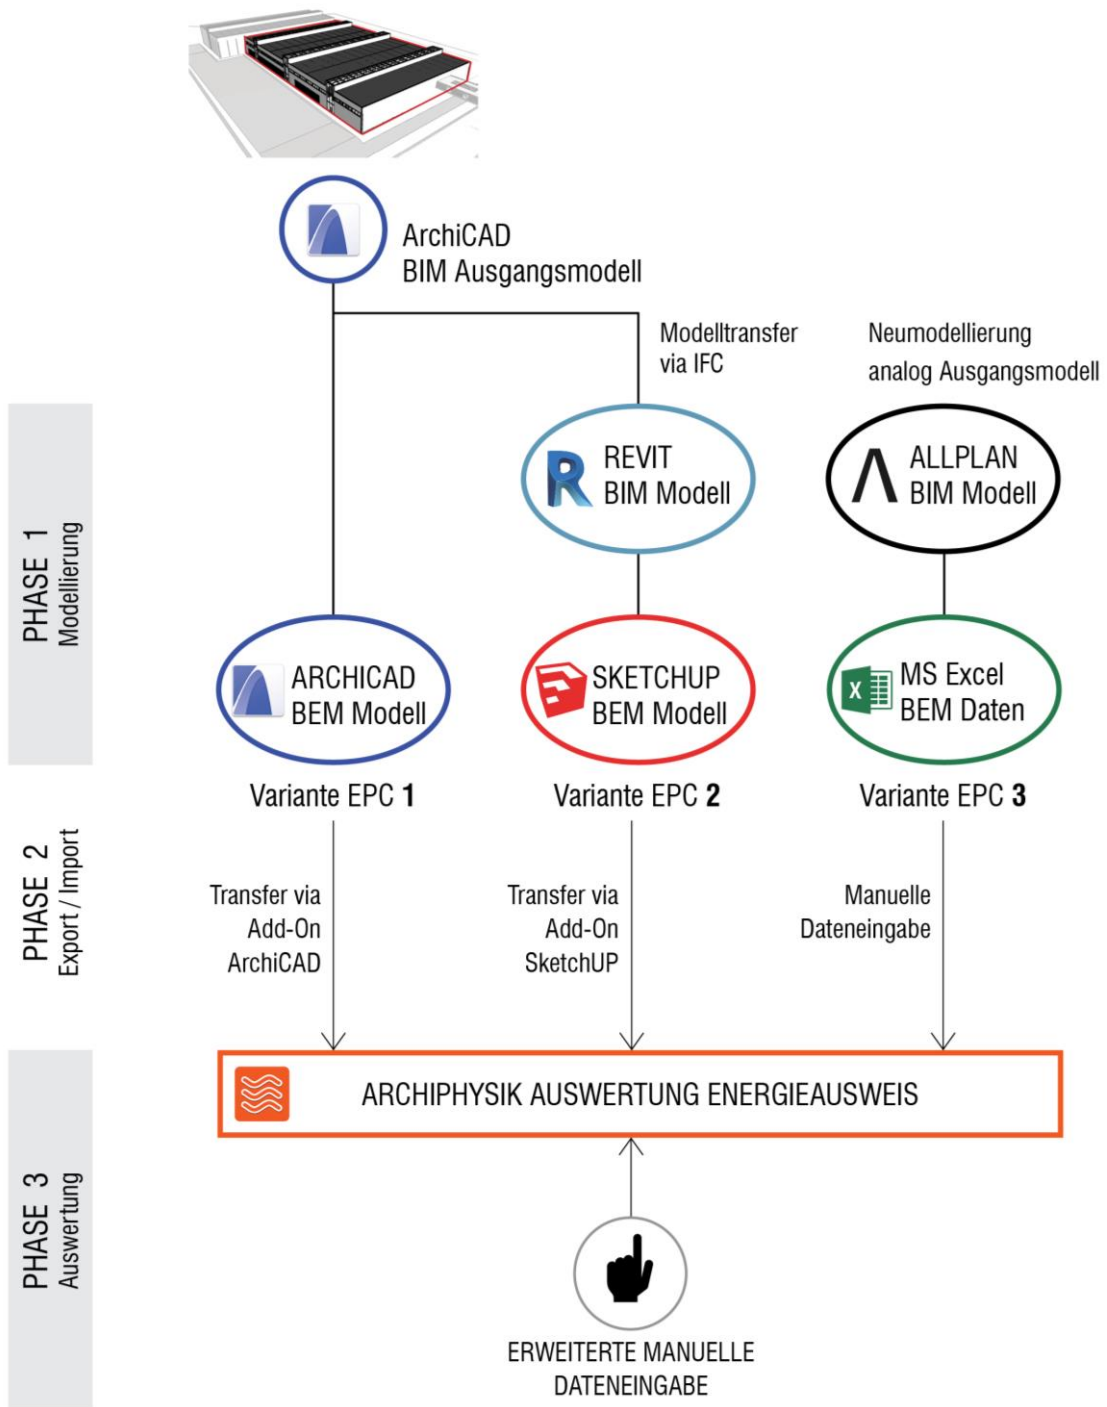 ArchiCAD
BIM Ausgangsmodell
Modelltransfer
via IFC
Neumodellierung
analog Ausgangsmodell
PHASE 1
Modellierung
REVIT
BIM Modell
ALLPLAN
BIM Modell
ARCHICAD
BEM Modell
SKETCHUP
BEM Modell
X
MS Excel
BEM Daten
Variante EPC 1
Variante EPC 2
Variante EPC 3
PHASE 2
Export / Import
Transfer via
Add-On
ArchiCAD
Transfer via
Add-On
SketchUP
Manuelle
Dateneingabe
PHASE 3
Auswertung
ARCHIPHYSIK AUSWERTUNG ENERGIEAUSWEIS
ERWEITERTE MANUELLE
DATENEINGABE